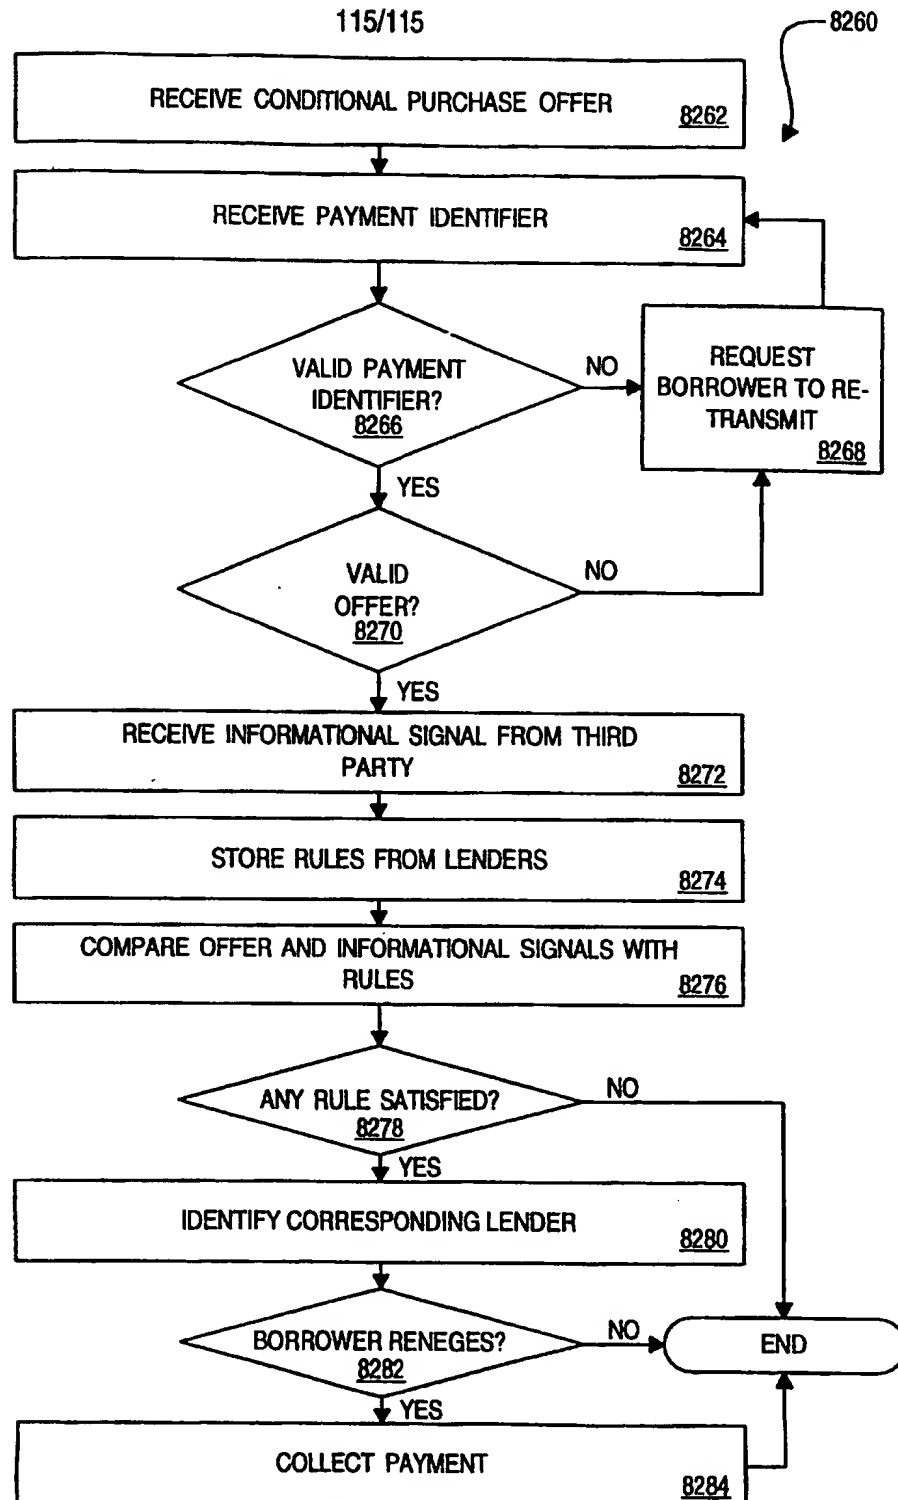 115/115
8260
RECEIVE CONDITIONAL PURCHASE OFFER
8262
RECEIVE PAYMENT IDENTIFIER
8264
VALID PAYMENT
IDENTIFIER?
8266
NO
REQUEST
BORROWER TO RE-
TRANSMIT
8268
YES
VALID
OFFER?
8270
NO
YES
RECEIVE INFORMATIONAL SIGNAL FROM THIRD
PARTY
8272
STORE RULES FROM LENDERS
8274
COMPARE OFFER AND INFORMATIONAL SIGNALS WITH
RULES
8276
ANY RULE SATISFIED?
8278
NO
YES
IDENTIFY CORRESPONDING LENDER
8280
BORROWER RENEGES?
8282
NO
END
YES
COLLECT PAYMENT
8284